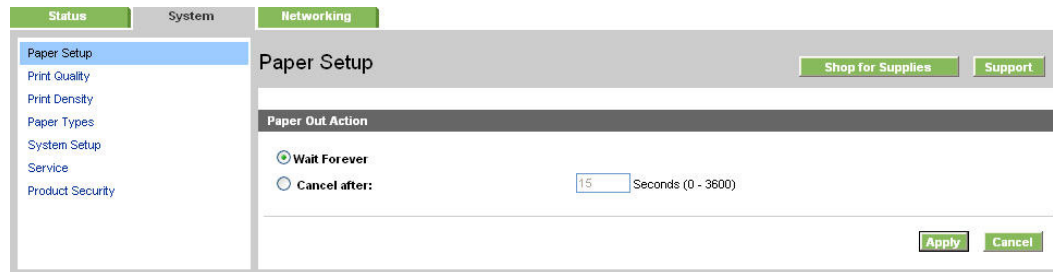 Status System Networking
Paper Setup
Print Quality
Print Density
Paper Types
System Setup
Service
Product Security
Paper Setup
Shop for Supplies Support
Paper Out Action
Wait Forever
Cancel after: 15 Seconds (0 - 3600)
Apply Cancel